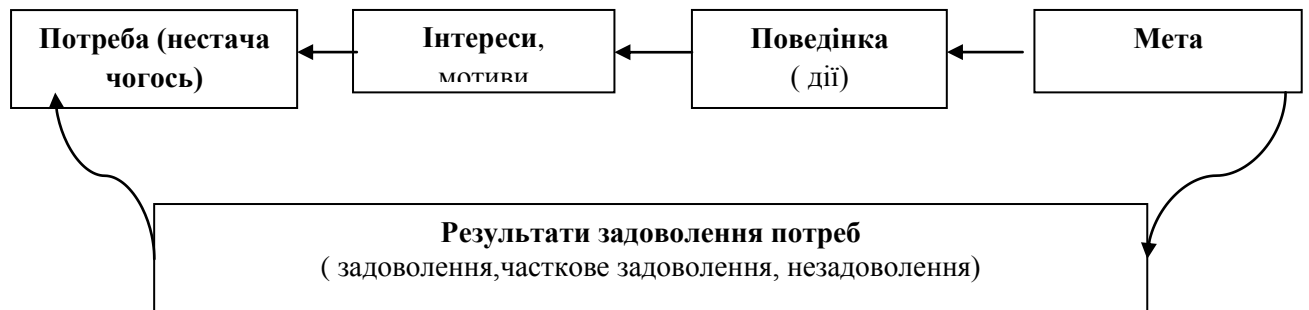 Потреба (нестача
чогось)
Інтереси,
мотиви
Поведінка
( дії)
Мета
Результати задоволення потреб
( задоволення,часткове задоволення, незадоволення)